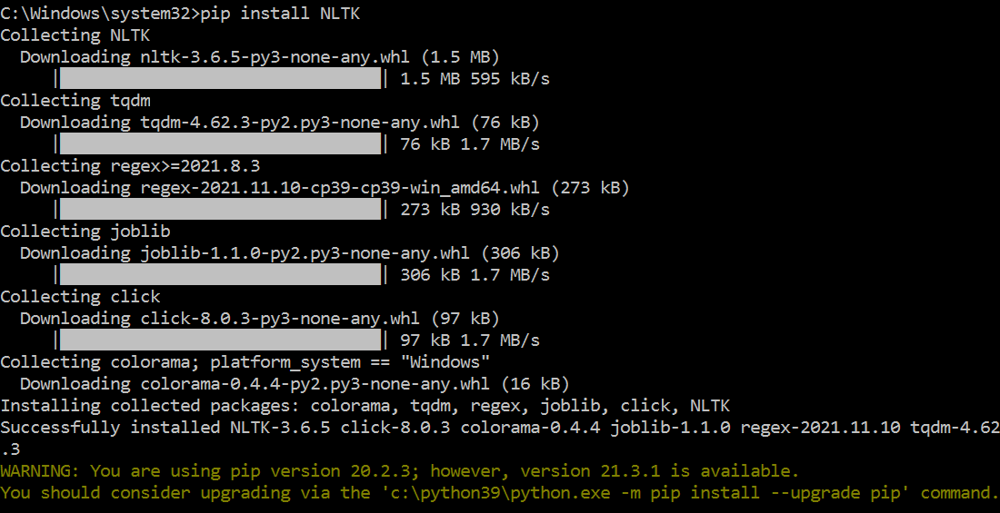 C:\Windows\system32>pip install NLTK
Collecting NLTK
  Downloading nltk-3.6.5-py3-none-any.whl (1.5 MB)
     |████████████████████████████████| 1.5 MB 595 kB/s
Collecting tqdm
  Downloading tqdm-4.62.3-py2.py3-none-any.whl (76 kB)
     |████████████████████████████████| 76 kB 1.7 MB/s
Collecting regex>=2021.8.3
  Downloading regex-2021.11.10-cp39-cp39-win_amd64.whl (273 kB)
     |████████████████████████████████| 273 kB 930 kB/s
Collecting joblib
  Downloading joblib-1.1.0-py2.py3-none-any.whl (306 kB)
     |████████████████████████████████| 306 kB 1.7 MB/s
Collecting click
  Downloading click-8.0.3-py3-none-any.whl (97 kB)
     |████████████████████████████████| 97 kB 1.7 MB/s
Collecting colorama; platform_system == "Windows"
  Downloading colorama-0.4.4-py2.py3-none-any.whl (16 kB)
Installing collected packages: colorama, tqdm, regex, joblib, click, NLTK
Successfully installed NLTK-3.6.5 click-8.0.3 colorama-0.4.4 joblib-1.1.0 regex-2021.11.10 tqdm-4.62
.3
WARNING: You are using pip version 20.2.3; however, version 21.3.1 is available.
You should consider upgrading via the 'c:\python39\python.exe -m pip install --upgrade pip' command.